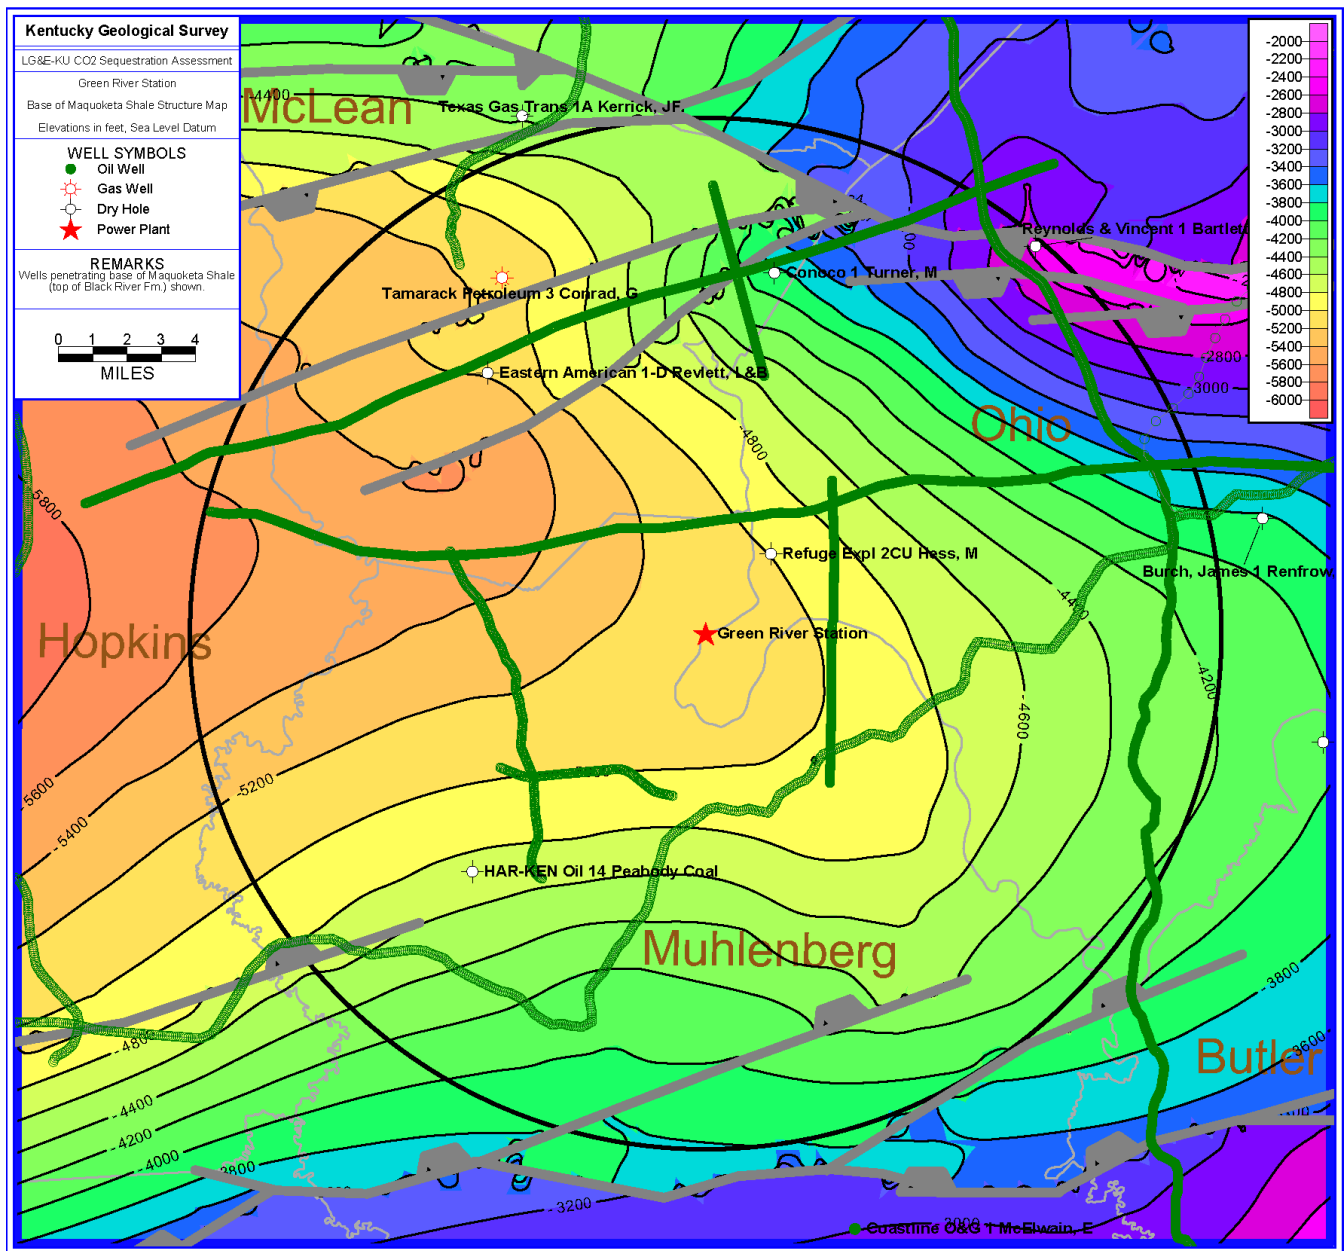 Kentucky Geological Survey
LG&E-KU CO2 Sequestration Assessment
Green River Station
Base of Maquoketa Shale Structure Map
Elevations in feet, Sea Level Datum
WELL SYMBOLS
Oil Well
Gas Well
Dry Hole
Power Plant
REMARKS
Wells penetrating base of Maquoketa Shale
(top of Black River Fm.) shown.
0 1 2 3 4
MILES
-2000
-2200
-2400
-2600
-2800
-3000
-3200
-3400
-3600
-3800
-4000
-4200
-4400
-4600
-4800
-5000
-5200
-5400
-5600
-5800
-6000
-4400
McLean
Texas Gas Trans 1A Kerrick, JF.
Reynolds & Vincent 1 Bartlett
Conoco 1 Turner, M
Tamarack Petroleum 3 Conrad, G
-2800
Eastern American 1-D Revlett, L&B
-3000
Ohio
-4800
5800
Refuge Expl 2CU Hess, M
Burch, James 1 Renfrow,
-4400
Green River Station
Hopkins
-4200
-4600
-5200
-5600
-5400
HAR-KEN Oil 14 Peabody Coal
Muhlenberg
-3800
-4800
3600
Butler
-4400
-4200
-4000
3800
-3200
-3000
Coastline O&G 1 McElwain, E